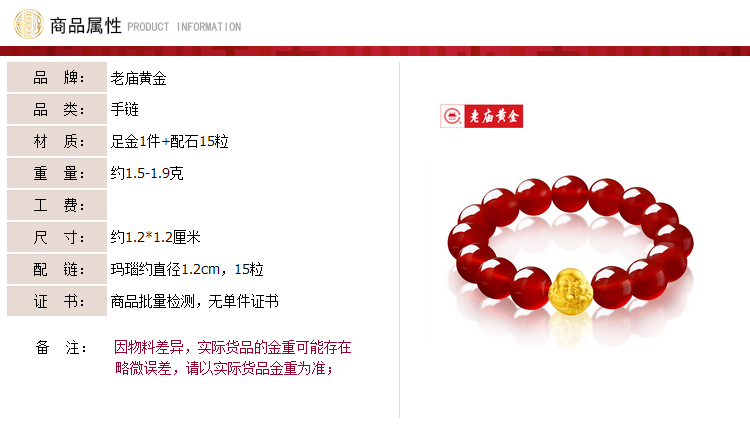 商品属性 PRODUCT INFORMATION
品 牌： 老庙黄金
品 类： 手链
材 质： 足金1件+配石15粒
重 量： 约1.5-1.9克
工 费：
尺 寸： 约1.2*1.2厘米
配 链： 玛瑙约直径1.2cm，15粒
证 书： 商品批量检测，无单件证书
备 注： 因物料差异，实际货品的金重可能存在
略微误差，请以实际货品金重为准；
老庙黄金